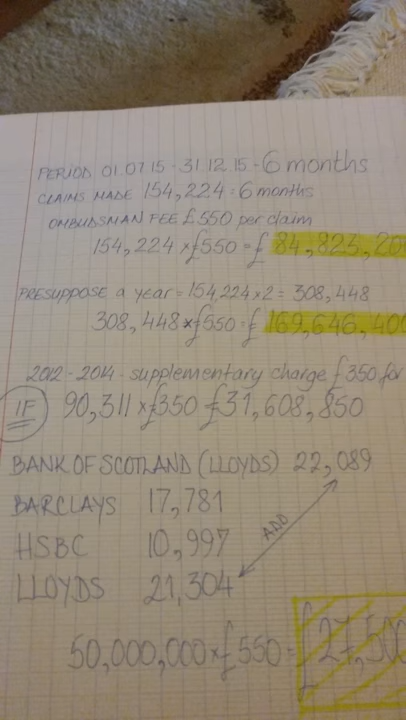 PERIOD 01.07.15 - 31.12.15 - 6 months
CLAIMS MADE 154,224 = 6 months
OMBUDSMAN FEE £550 per claim
154,224 x £550 = £ 84,823,20
PRESUPPOSE a year = 154,224 x 2 = 308,448
308,448 x £550 = £ 169,646,40
2012 - 2014 - supplementary charge £350 for
IF 90,311 x £350 £31,608,850
BANK OF SCOTLAND (LLOYDS) 22,089
BARCLAYS 17,781
HSBC 10,997
ADD
LLOYDS 21,304
50,000,000 x £550 = £27,500